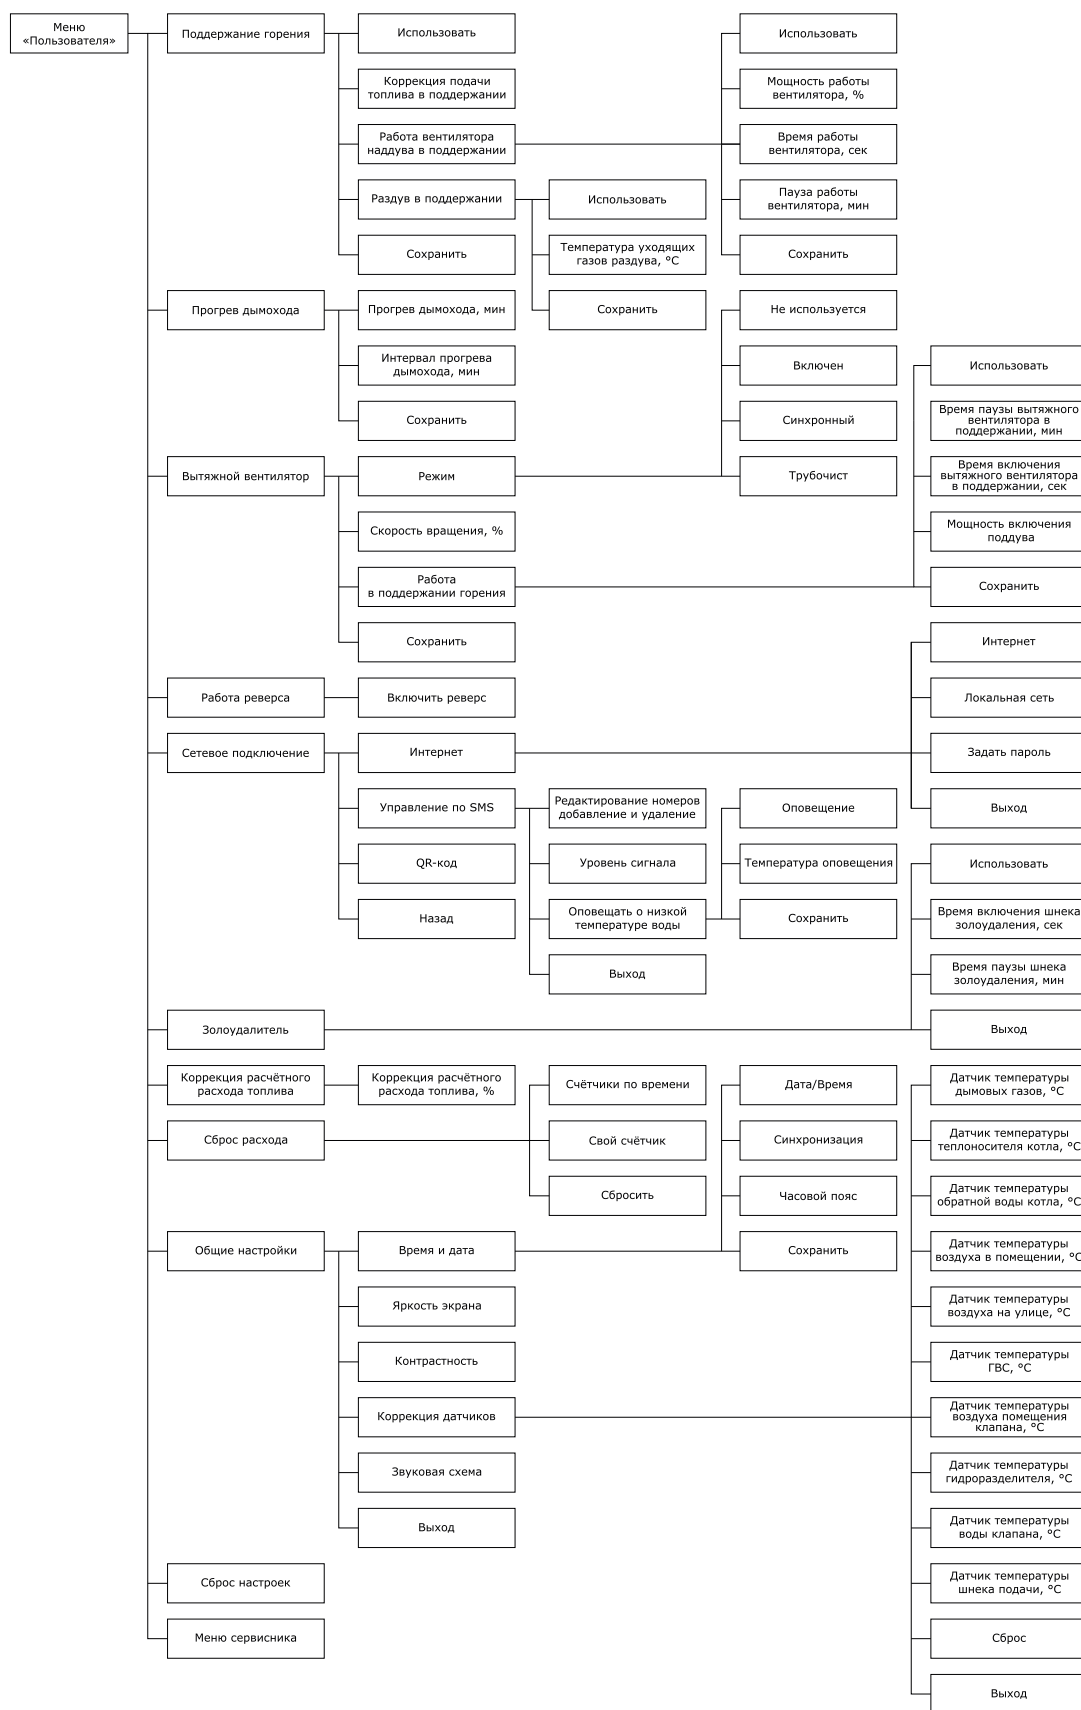 Меню
«Пользователя»
Поддержание горения
Использовать
Коррекция подачи
топлива в поддержании
Работа вентилятора
наддува в поддержании
Использовать
Мощность работы
вентилятора, %
Время работы
вентилятора, сек
Пауза работы
вентилятора, мин
Сохранить
Раздув в поддержании
Использовать
Температура уходящих
газов раздува, °С
Сохранить
Сохранить
Прогрев дымохода
Прогрев дымохода, мин
Интервал прогрева
дымохода, мин
Сохранить
Вытяжной вентилятор
Режим
Не используется
Включен
Синхронный
Трубочист
Скорость вращения, %
Работа
в поддержании горения
Использовать
Время паузы вытяжного
вентилятора в
поддержании, мин
Время включения
вытяжного вентилятора
в поддержании, сек
Мощность включения
поддува
Сохранить
Сохранить
Работа реверса
Включить реверс
Сетевое подключение
Интернет
Интернет
Локальная сеть
Задать пароль
Выход
Управление по SMS
Редактирование номеров
добавление и удаление
Уровень сигнала
Оповещать о низкой
температуре воды
Оповещение
Температура оповещения
Сохранить
Выход
QR-код
Назад
Золоудалитель
Использовать
Время включения шнека
золоудаления, сек
Время паузы шнека
золоудаления, мин
Выход
Коррекция расчётного
расхода топлива
Коррекция расчётного
расхода топлива, %
Сброс расхода
Счётчики по времени
Свой счётчик
Сбросить
Общие настройки
Время и дата
Дата/Время
Синхронизация
Часовой пояс
Сохранить
Яркость экрана
Контрастность
Коррекция датчиков
Датчик температуры
дымовых газов, °С
Датчик температуры
теплоносителя котла, °С
Датчик температуры
обратной воды котла, °С
Датчик температуры
воздуха в помещении, °С
Датчик температуры
воздуха на улице, °С
Датчик температуры
ГВС, °С
Датчик температуры
воздуха помещения
клапана, °С
Датчик температуры
гидроразделителя, °С
Датчик температуры
воды клапана, °С
Датчик температуры
шнека подачи, °С
Сброс
Выход
Звуковая схема
Выход
Сброс настроек
Меню сервисника